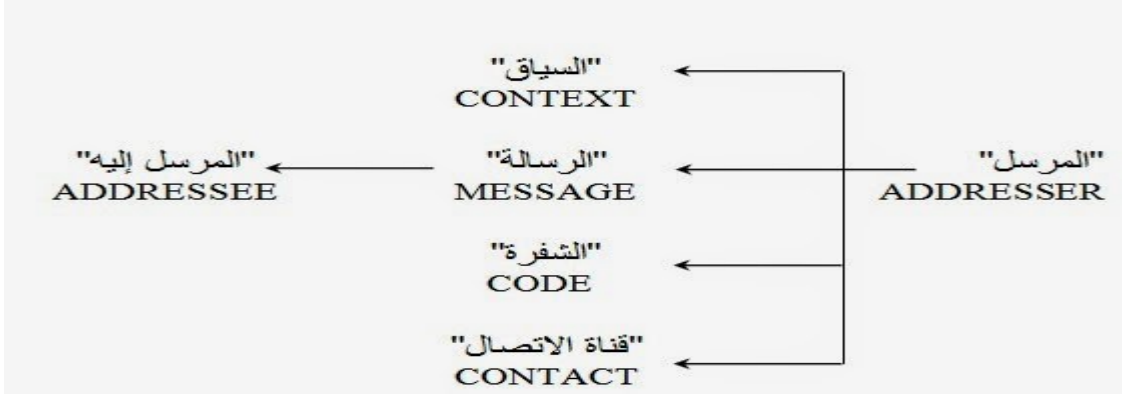 "السياق"
CONTEXT
"المرسل"
ADDRESSER
"الرسالة"
MESSAGE
"المرسل إليه"
ADDRESSEE
"الشفرة"
CODE
"قناة الاتصال"
CONTACT